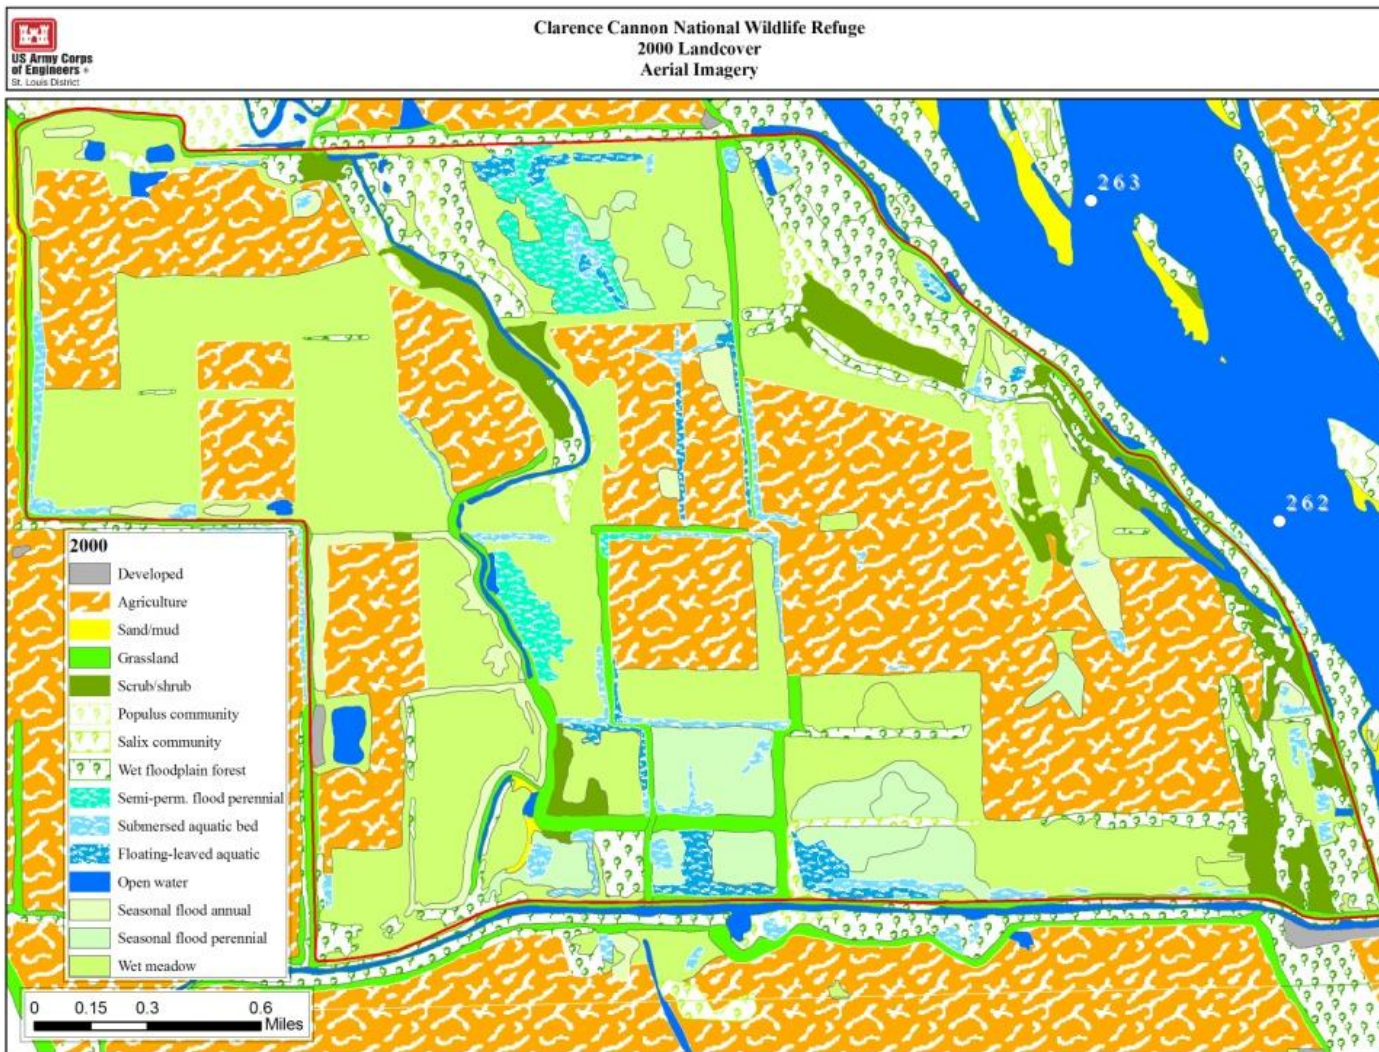 US Army Corps
of Engineers ®
St. Louis District
Clarence Cannon National Wildlife Refuge
2000 Landcover
Aerial Imagery
263
262
2000
Developed
Agriculture
Sand/mud
Grassland
Scrub/shrub
Populus community
Salix community
Wet floodplain forest
Semi-perm. flood perennial
Submersed aquatic bed
Floating-leaved aquatic
Open water
Seasonal flood annual
Seasonal flood perennial
Wet meadow
0 0.15 0.3 0.6
Miles